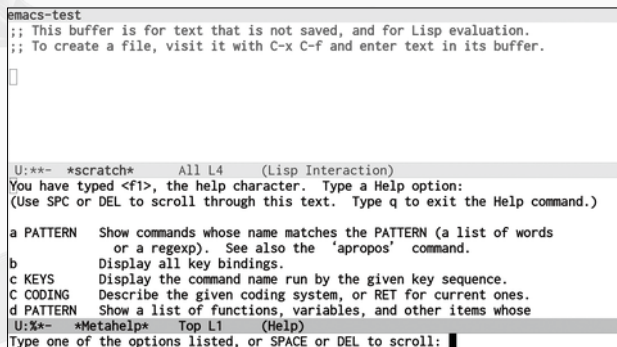 emacs-test
;; This buffer is for text that is not saved, and for Lisp evaluation.
;; To create a file, visit it with C-x C-f and enter text in its buffer.
U:**-  *scratch*      All L4     (Lisp Interaction)
You have typed <f1>, the help character.  Type a Help option:
(Use SPC or DEL to scroll through this text.  Type q to exit the Help command.)
a PATTERN   Show commands whose name matches the PATTERN (a list of words
or a regexp).  See also the ‘apropos’ command.
b           Display all key bindings.
c KEYS      Display the command name run by the given key sequence.
C CODING    Describe the given coding system, or RET for current ones.
d PATTERN   Show a list of functions, variables, and other items whose
U:%*-  *Metahelp*    Top L1     (Help)
Type one of the options listed, or SPACE or DEL to scroll: